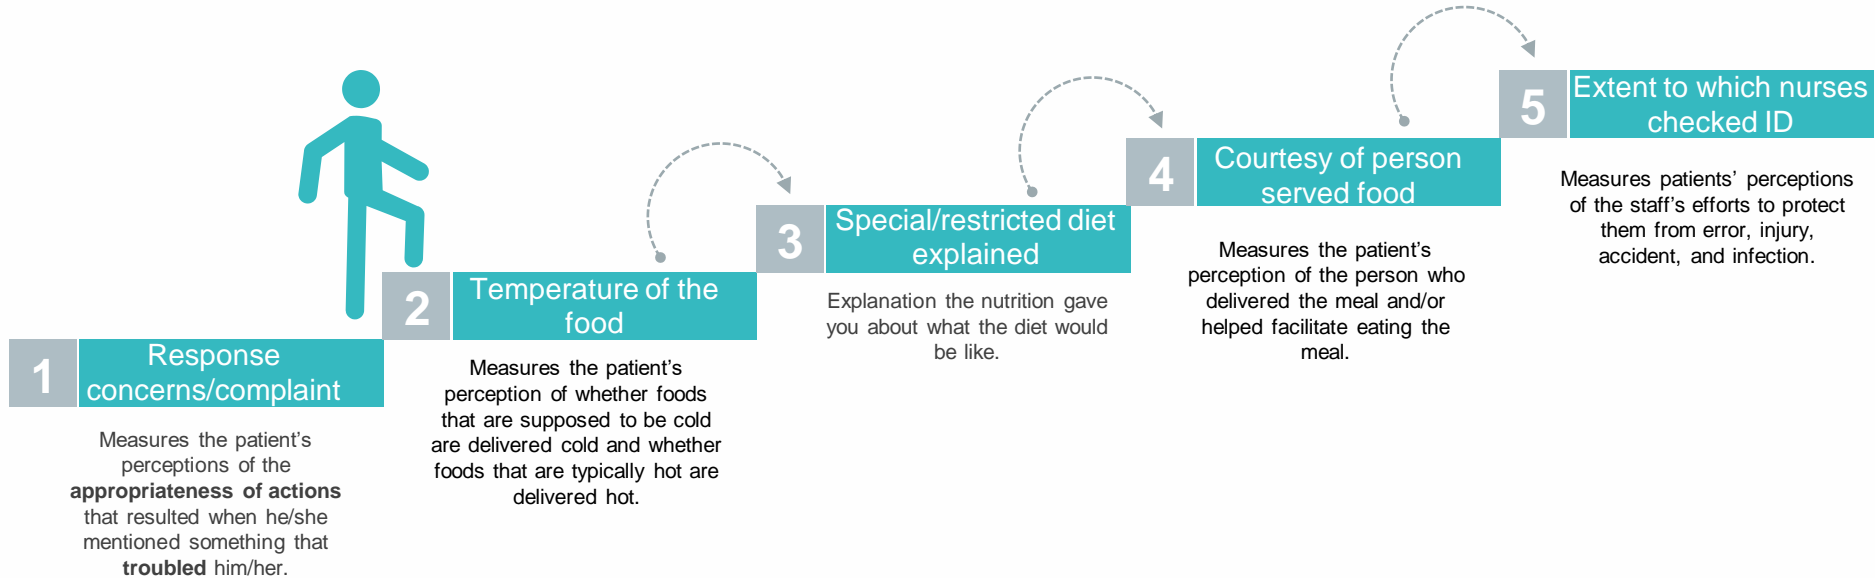 1
Response
concerns/complaint
Measures the patient's
perceptions of the
appropriateness of actions
that resulted when he/she
mentioned something that
troubled him/her.
2
Temperature of the
food
Measures the patient's
perception of whether foods
that are supposed to be cold
are delivered cold and whether
foods that are typically hot are
delivered hot.
3
Special/restricted diet
explained
Explanation the nutrition gave
you about what the diet would
be like.
4
Courtesy of person
served food
Measures the patient's
perception of the person who
delivered the meal and/or
helped facilitate eating the
meal.
5
Extent to which nurses
checked ID
Measures patients' perceptions
of the staff's efforts to protect
them from error, injury,
accident, and infection.